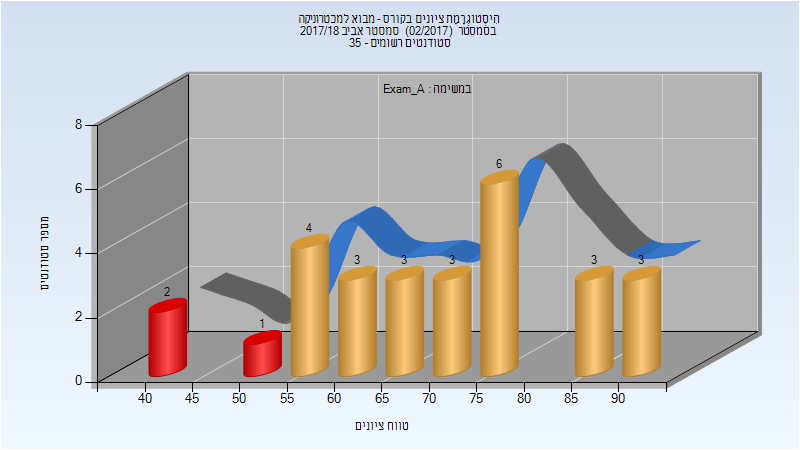 היסטוגרמת ציונים בקורס - מבוא למכטרוניקה
בסמסטר (02/2017) סמסטר אביב 2017/18
סטודנטים רשומים - 35
במשימה : Exam_A
מספר סטודנטים
8
6
4
2
0
2
1
4
3
3
3
6
3
3
40 45 50 55 60 65 70 75 80 85 90
טווח ציונים